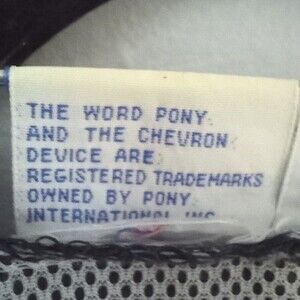 THE WORD PONY
AND THE CHEVRON
DEVICE ARE
REGISTERED TRADEMARKS
OWNED BY PONY
INTERNATIONAL INC